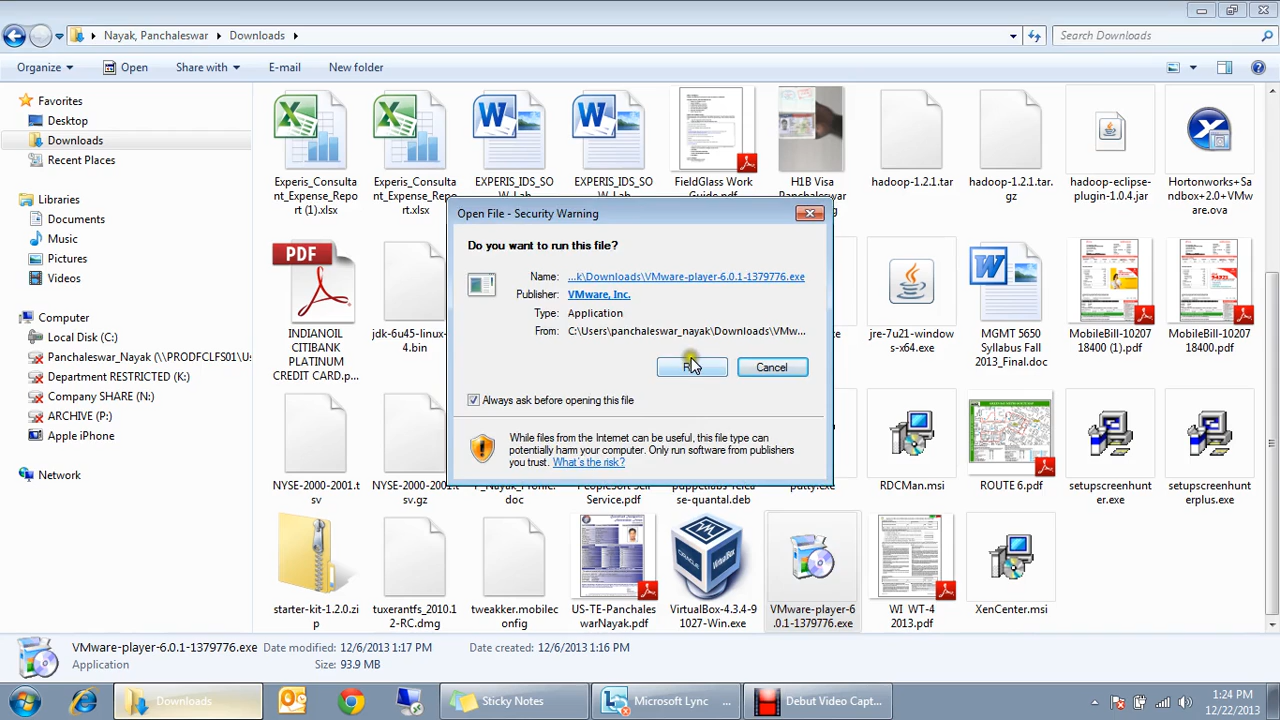 Nayak, Panchaleswar ▸ Downloads ▸
Search Downloads
Organize
Open
Share with
E-mail
New folder
Favorites
Desktop
Downloads
Recent Places
Libraries
Documents
Music
Pictures
Videos
Computer
Local Disk (C:)
Panchaleswar_Nayak (\\PRODFCLFS01\U
Department RESTRICTED (K:)
Company SHARE (N:)
ARCHIVE (P:)
Apple iPhone
Network
Experis_Consulta
nt_Expense_Repo
rt (1).xlsx
Experis_Consulta
nt_Expense_Repo
rt.xlsx
EXPERIS_IDS_SO
EXPERIS_IDS_SO
FieldGlass Work
H1B Visa
hadoop-1.2.1.tar
hadoop-1.2.1.tar.
gz
hadoop-eclipse-
plugin-1.0.4.jar
Hortonworks+Sa
ndbox+2.0+VMw
are.ova
Open File - Security Warning
Do you want to run this file?
Name: ...k\Downloads\VMware-player-6.0.1-1379776.exe
Publisher: VMware, Inc.
Type: Application
From: C:\Users\panchaleswar_nayak\Downloads\VMw...
Cancel
Always ask before opening this file
While files from the Internet can be useful, this file type can
potentially harm your computer. Only run software from publishers
you trust. What's the risk?
PDF
INDIANOIL
CITIBANK
PLATINUM
CREDIT CARD.p...
jdk-6u45-linux-
4.bin
jre-7u21-window
s-x64.exe
MGMT 5650
Syllabus Fall
2013_Final.doc
MobileBill-10207
18400 (1).pdf
MobileBill-10207
18400.pdf
NYSE-2000-2001.t
sv
NYSE-2000-2001.t
sv.gz
.doc
Service.pdf
se-quantal.deb
RDCMan.msi
ROUTE 6.pdf
setupscreenhunt
er.exe
setupscreenhunt
erplus.exe
starter-kit-1.2.0.zi
p
tuxerantfs_2010.1
2-RC.dmg
tweakker.mobilec
onfig
US-TE-Panchales
warNayak.pdf
VirtualBox-4.3.4-9
1027-Win.exe
VMware-player-6
.0.1-1379776.exe
WI WT-4
2013.pdf
XenCenter.msi
VMware-player-6.0.1-1379776.exe Date modified: 12/6/2013 1:17 PM Date created: 12/6/2013 1:16 PM
Application Size: 93.9 MB
Downloads
Sticky Notes
Microsoft Lync ...
Debut Video Capt...
1:24 PM
12/22/2013